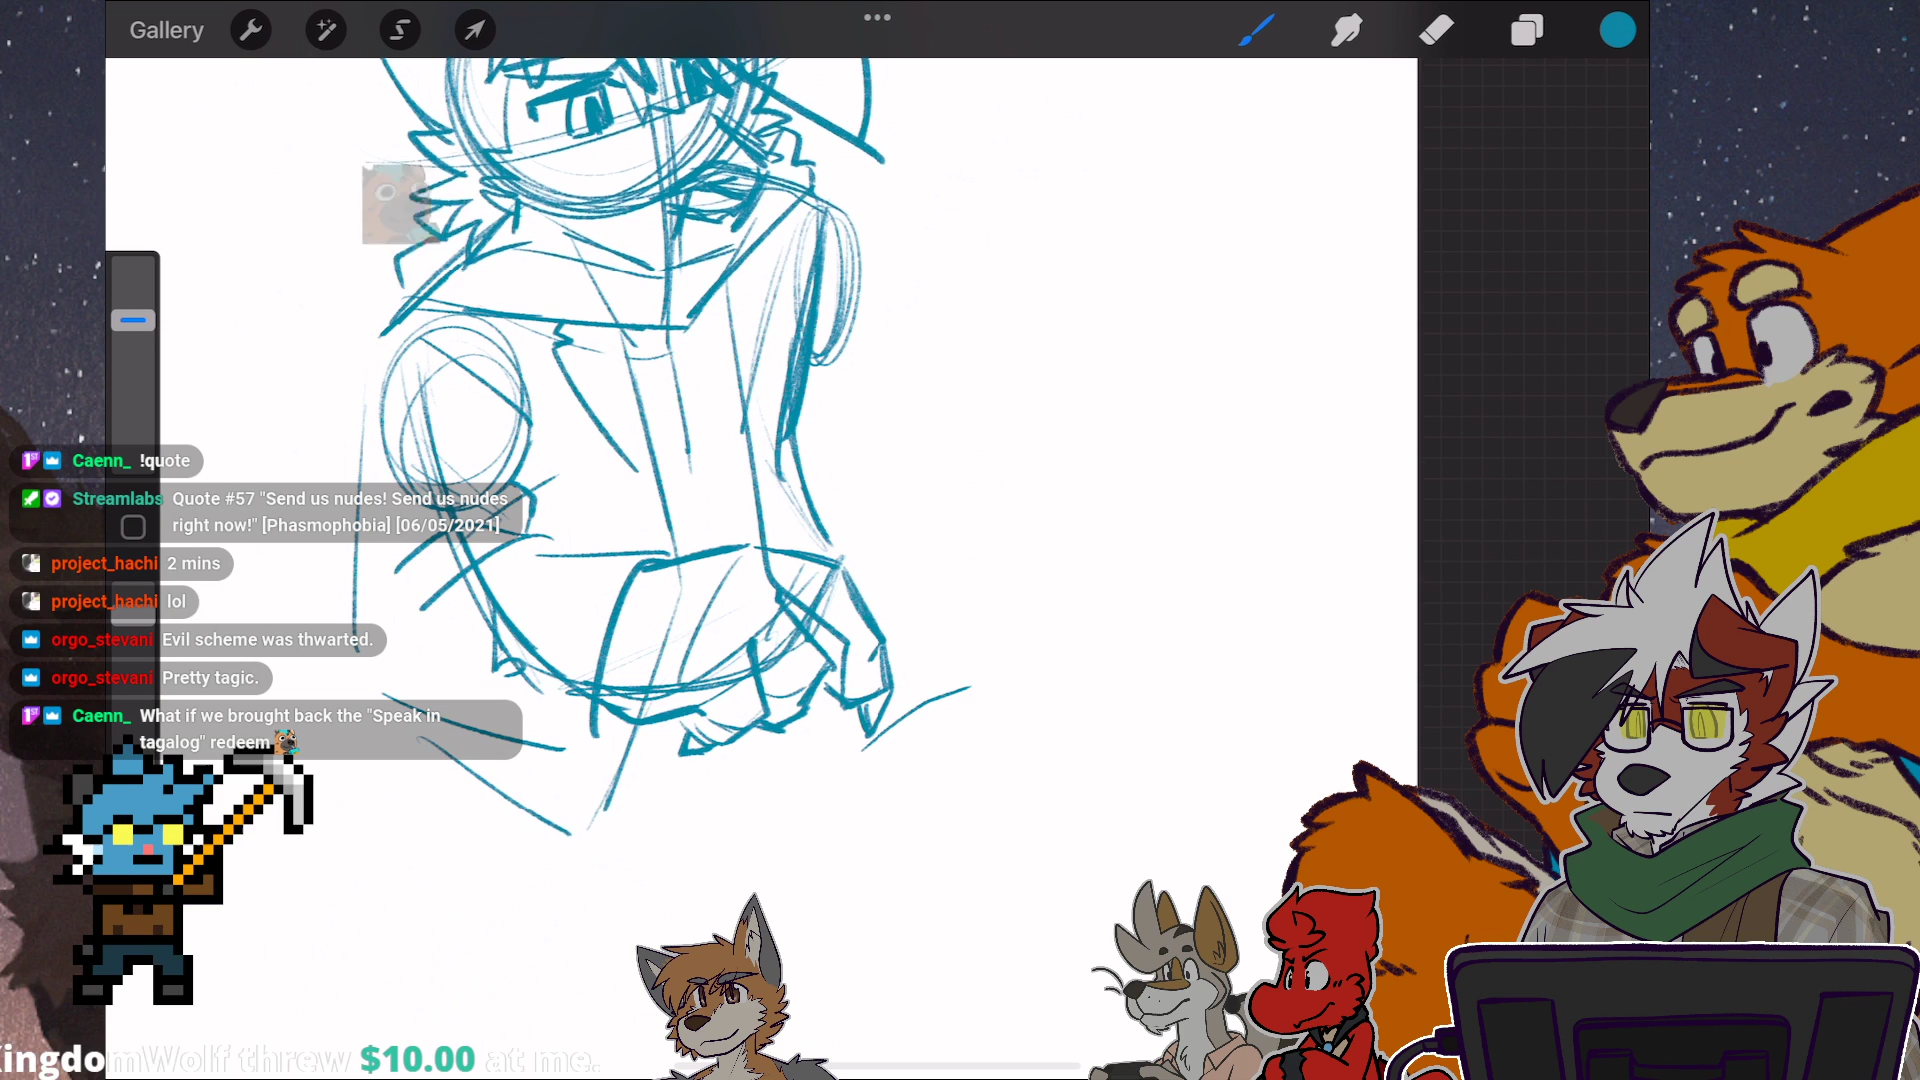 Gallery
Caenn_ !quote
Streamlabs Quote #57 "Send us nudes! Send us nudes
right now!" [Phasmophobia] [06/05/2021]
project_hachi 2 mins
project_hachi lol
orgo_stevani Evil scheme was thwarted.
orgo_stevani Pretty tagic.
Caenn_ What if we brought back the "Speak in
tagalog" redeem
ingdomWolf threw $10.00 at me.